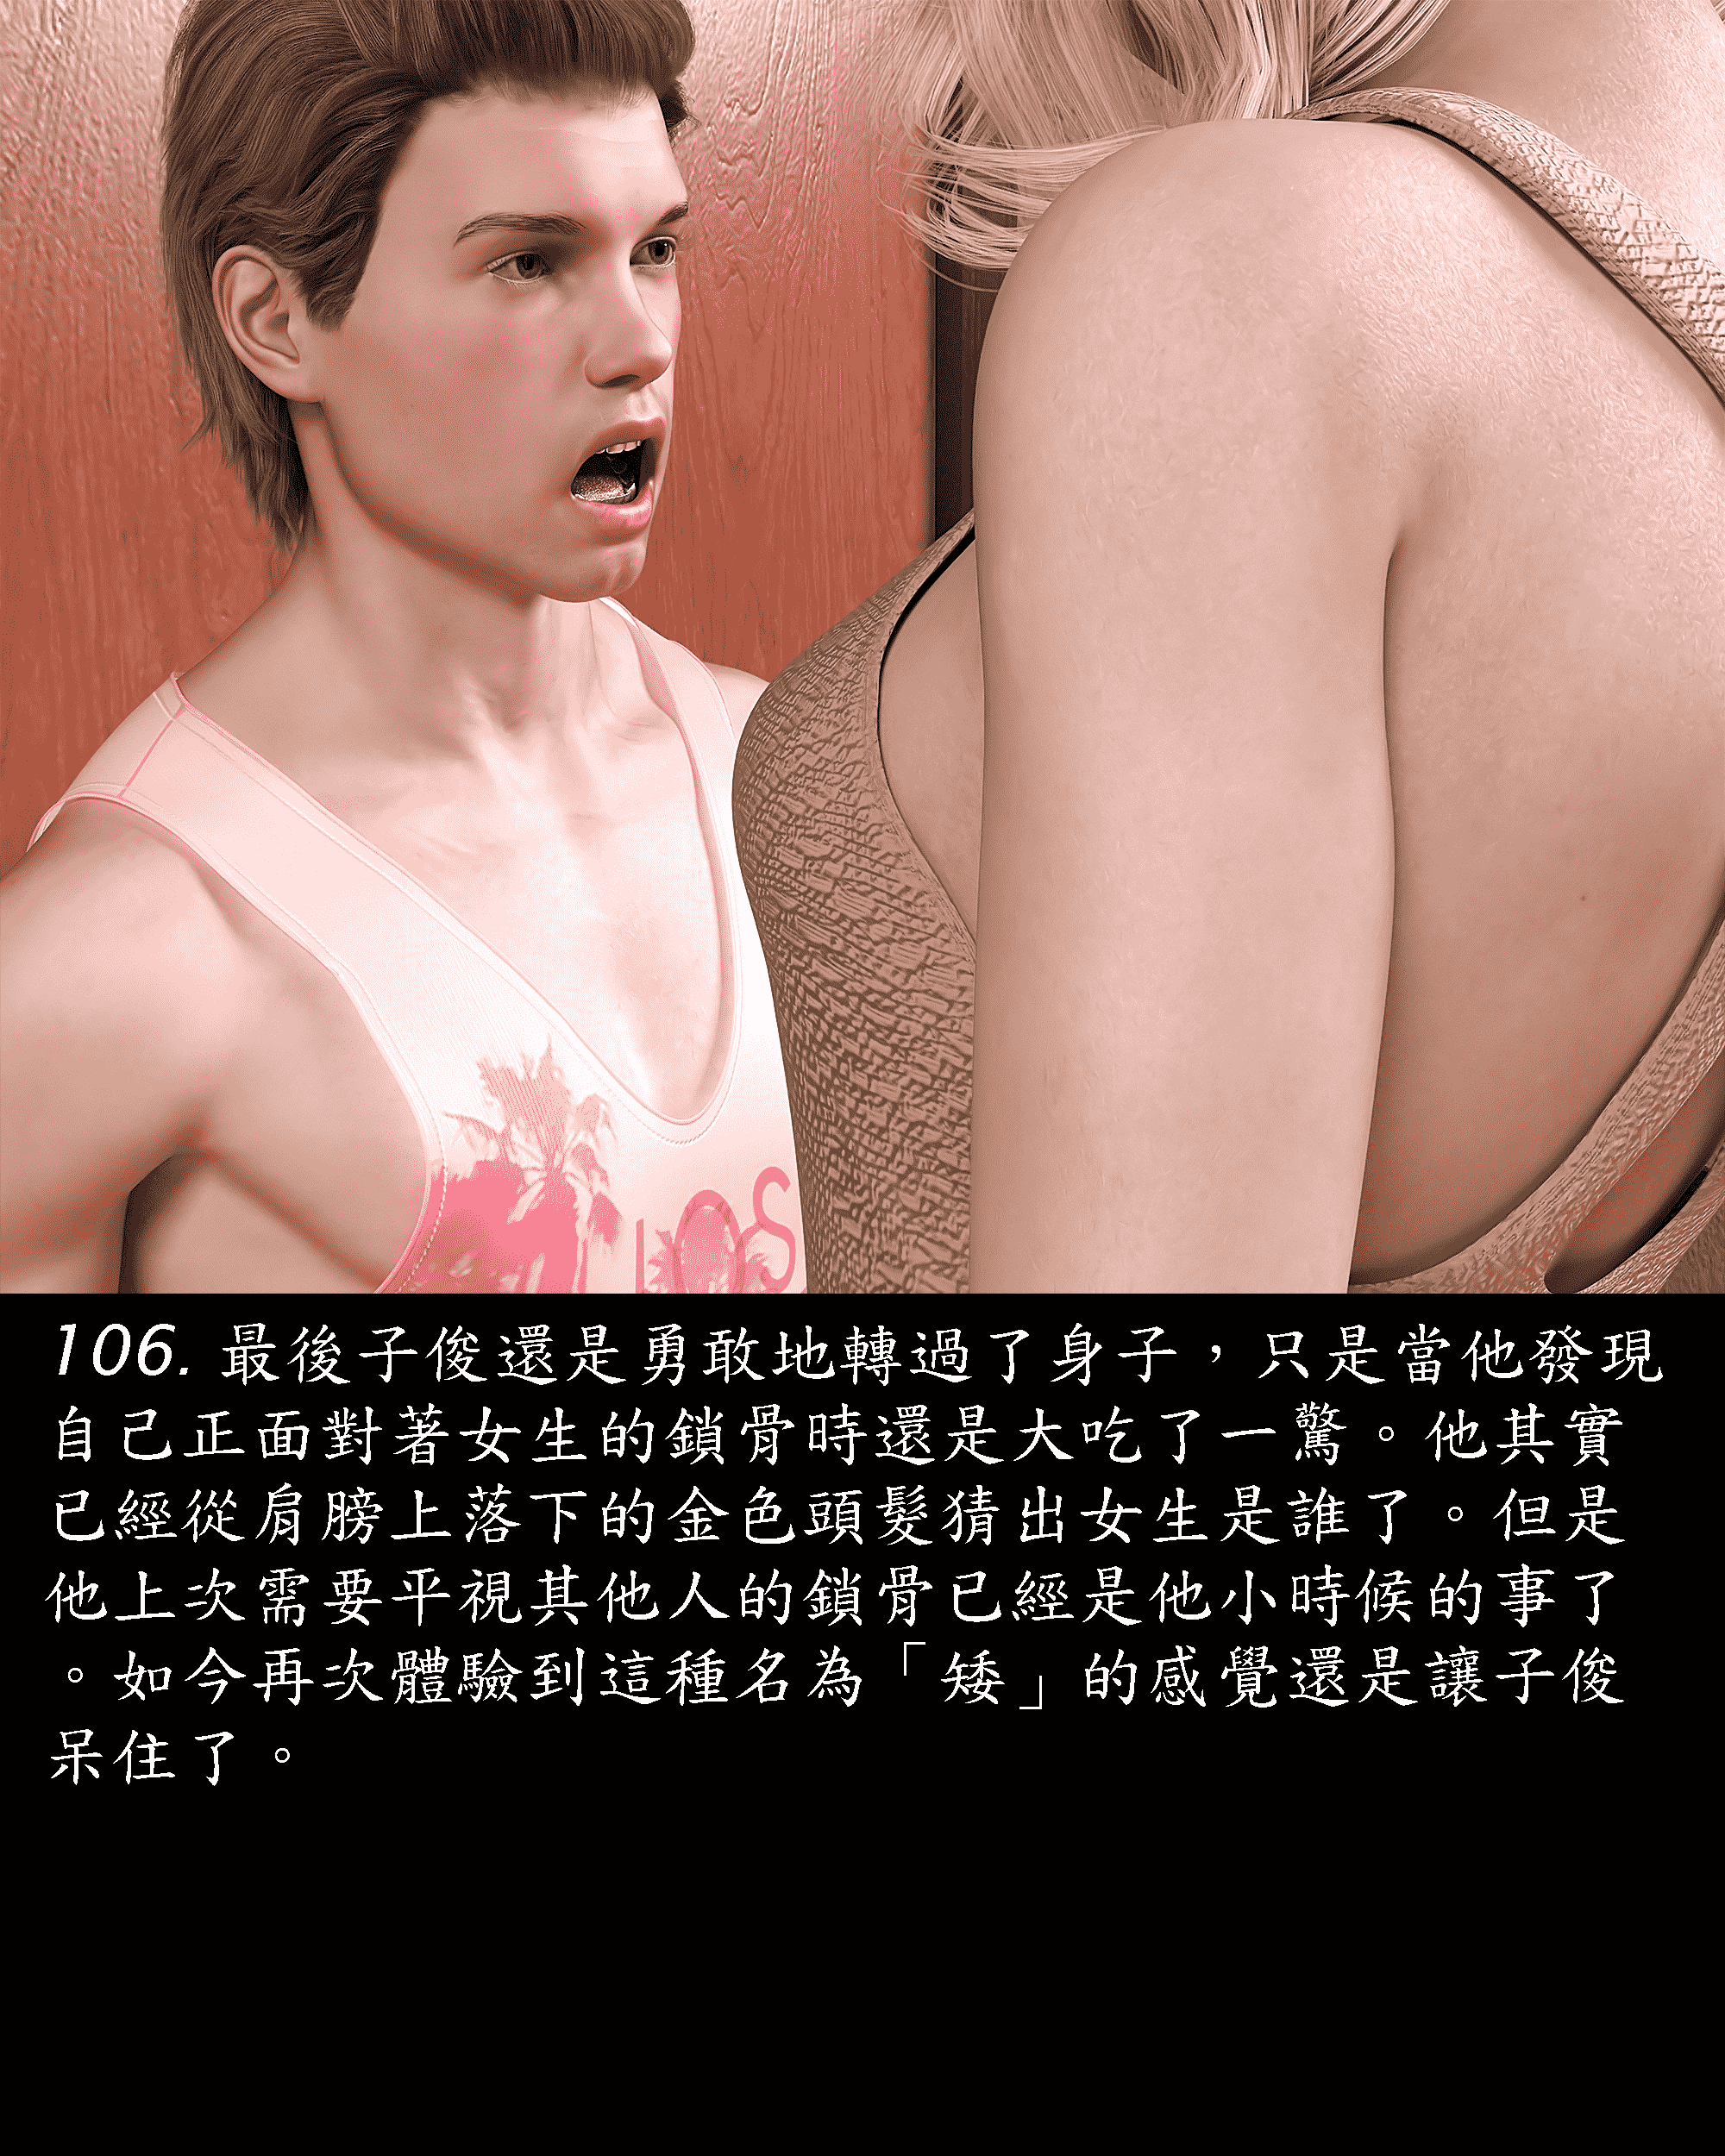 106. 最後子俊還是勇敢地轉過了身子，只是當他發現
自己正面對著女生的鎖骨時還是大吃了一驚。他其實
已經從肩膀上落下的金色頭髮猜出女生是誰了。但是
他上次需要平視其他人的鎖骨已經是他小時候的事了
。如今再次體驗到這種名為「矮」的感覺還是讓子俊
呆住了。